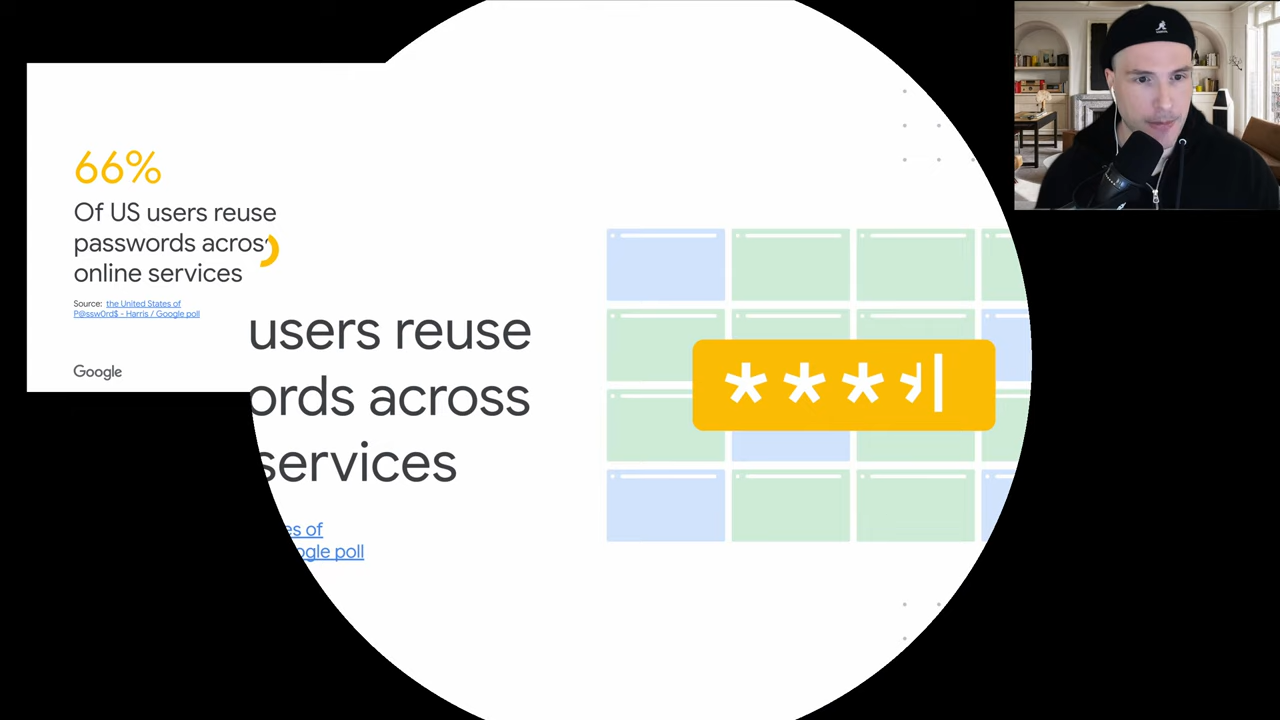 66%
Of US users reuse
passwords across
online services
Source: the United States of
P@ssw0rd$ - Harris / Google poll
Google
users reuse
ords across
services
es of
ogle poll
****|